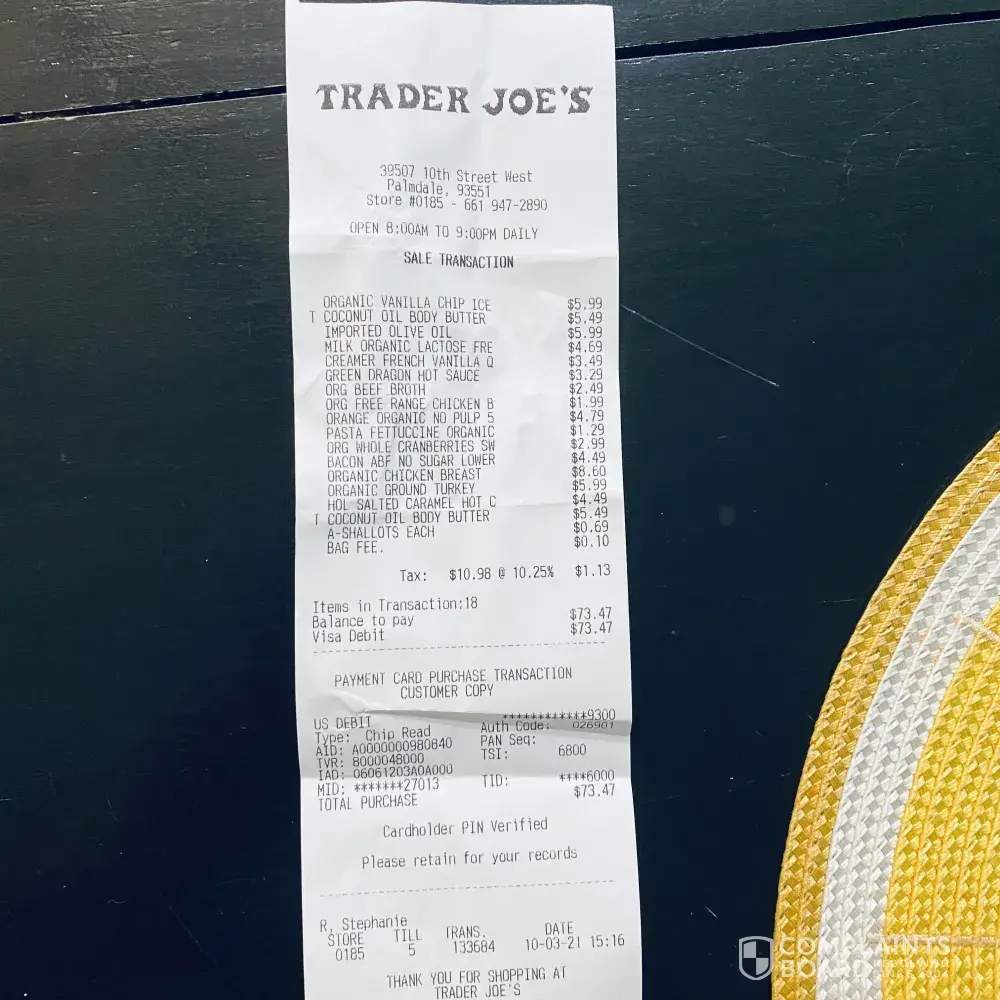 TRADER JOE'S
39507 10th Street West
Palmdale, 93551
Store #0185 - 661 947-2890
OPEN 8:00AM TO 9:00PM DAILY
SALE TRANSACTION
ORGANIC VANILLA CHIP ICE $5.99
T COCONUT OIL BODY BUTTER $5.49
IMPORTED OLIVE OIL $5.99
MILK ORGANIC LACTOSE FRE $4.69
CREAMER FRENCH VANILLA Q $3.49
GREEN DRAGON HOT SAUCE $3.29
ORG BEEF BROTH $2.49
ORG FREE RANGE CHICKEN B $1.99
ORANGE ORGANIC NO PULP 5 $4.79
PASTA FETTUCCINE ORGANIC $1.29
ORG WHOLE CRANBERRIES SW $2.99
BACON ABF NO SUGAR LOWER $4.49
ORGANIC CHICKEN BREAST $8.60
ORGANIC GROUND TURKEY $5.99
HOL SALTED CARAMEL HOT C $4.49
T COCONUT OIL BODY BUTTER $5.49
A-SHALLOTS EACH $0.69
BAG FEE. $0.10
Tax: $10.98 @ 10.25% $1.13
Items in Transaction:18
Balance to pay $73.47
Visa Debit $73.47
PAYMENT CARD PURCHASE TRANSACTION
CUSTOMER COPY
US DEBIT ************9300
Type: Chip Read Auth Code: 026901
AID: A0000000980840 PAN Seq:
TVR: 8000048000 TSI: 6800
IAD: 06061203A0A000
MID: *******27013 TID: ****6000
TOTAL PURCHASE $73.47
Cardholder PIN Verified
Please retain for your records
R, Stephanie
STORE TILL TRANS. DATE
0185 5 133684 10-03-21 15:16
THANK YOU FOR SHOPPING AT
TRADER JOE'S
COMPLAINTS
BOARD